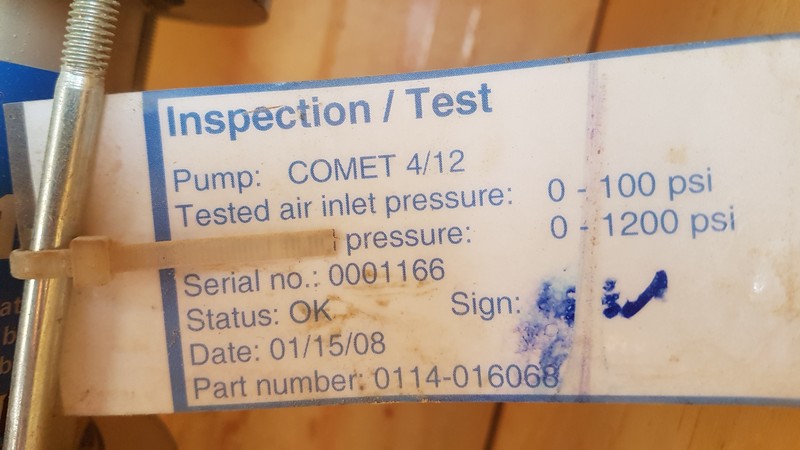 Inspection / Test
Pump: COMET 4/12
Tested air inlet pressure: 0 - 100 psi
pressure: 0 - 1200 psi
Serial no.: 0001166
Status: OK Sign:
Date: 01/15/08
Part number: 0114-016068